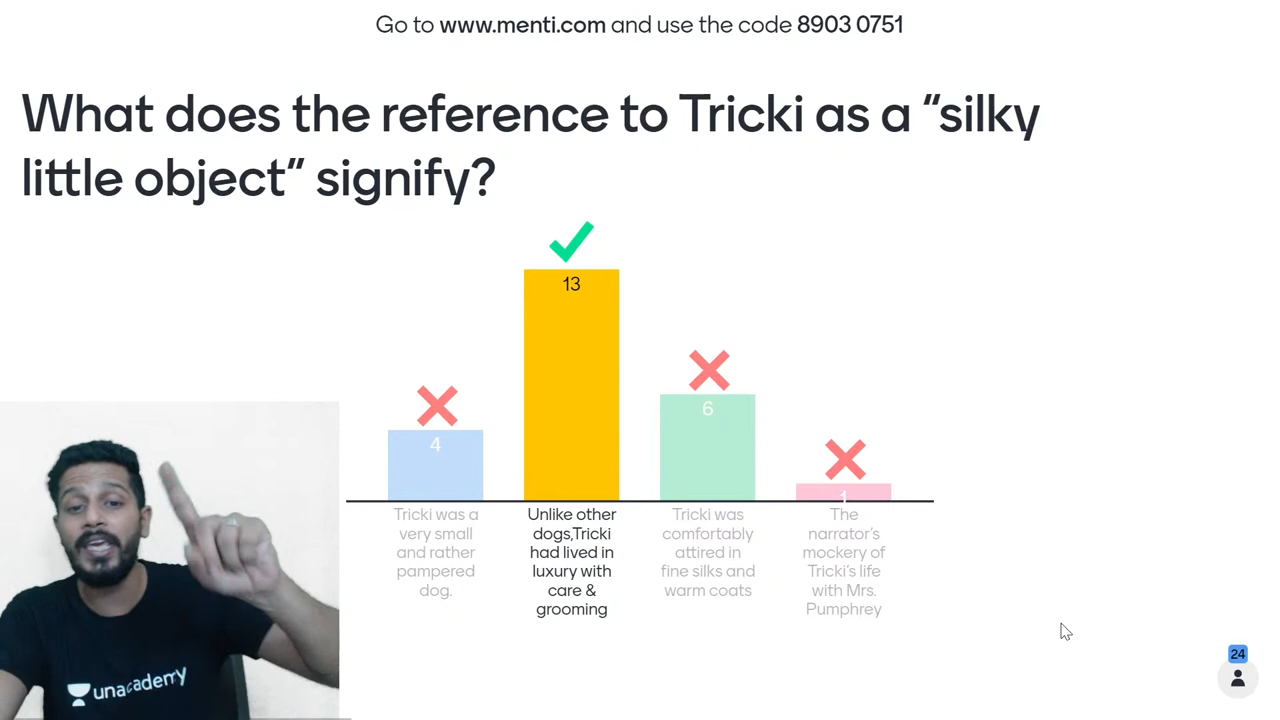 Go to www.menti.com and use the code 8903 0751
What does the reference to Tricki as a “silky
little object” signify?
13
6
4
1
Tricki was a
very small
and rather
pampered
dog.
Unlike other
dogs,Tricki
had lived in
luxury with
care &
grooming
Tricki was
comfortably
attired in
fine silks and
warm coats
The
narrator's
mockery of
Tricki's life
with Mrs.
Pumphrey
unacademy
24